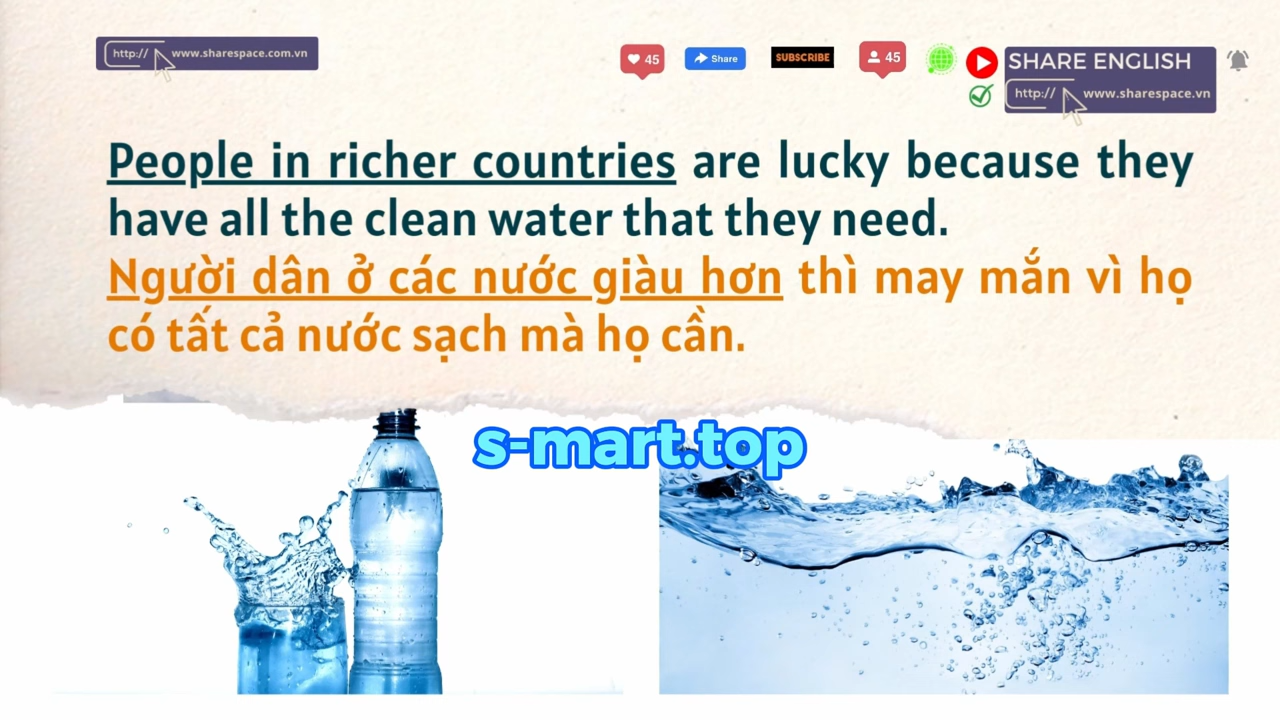 http:// www.sharespace.com.vn
45 Share SUBSCRIBE 45 SHARE ENGLISH
http:// www.sharespace.vn
People in richer countries are lucky because they
have all the clean water that they need.
Người dân ở các nước giàu hơn thì may mắn vì họ
có tất cả nước sạch mà họ cần.
s-mart.top